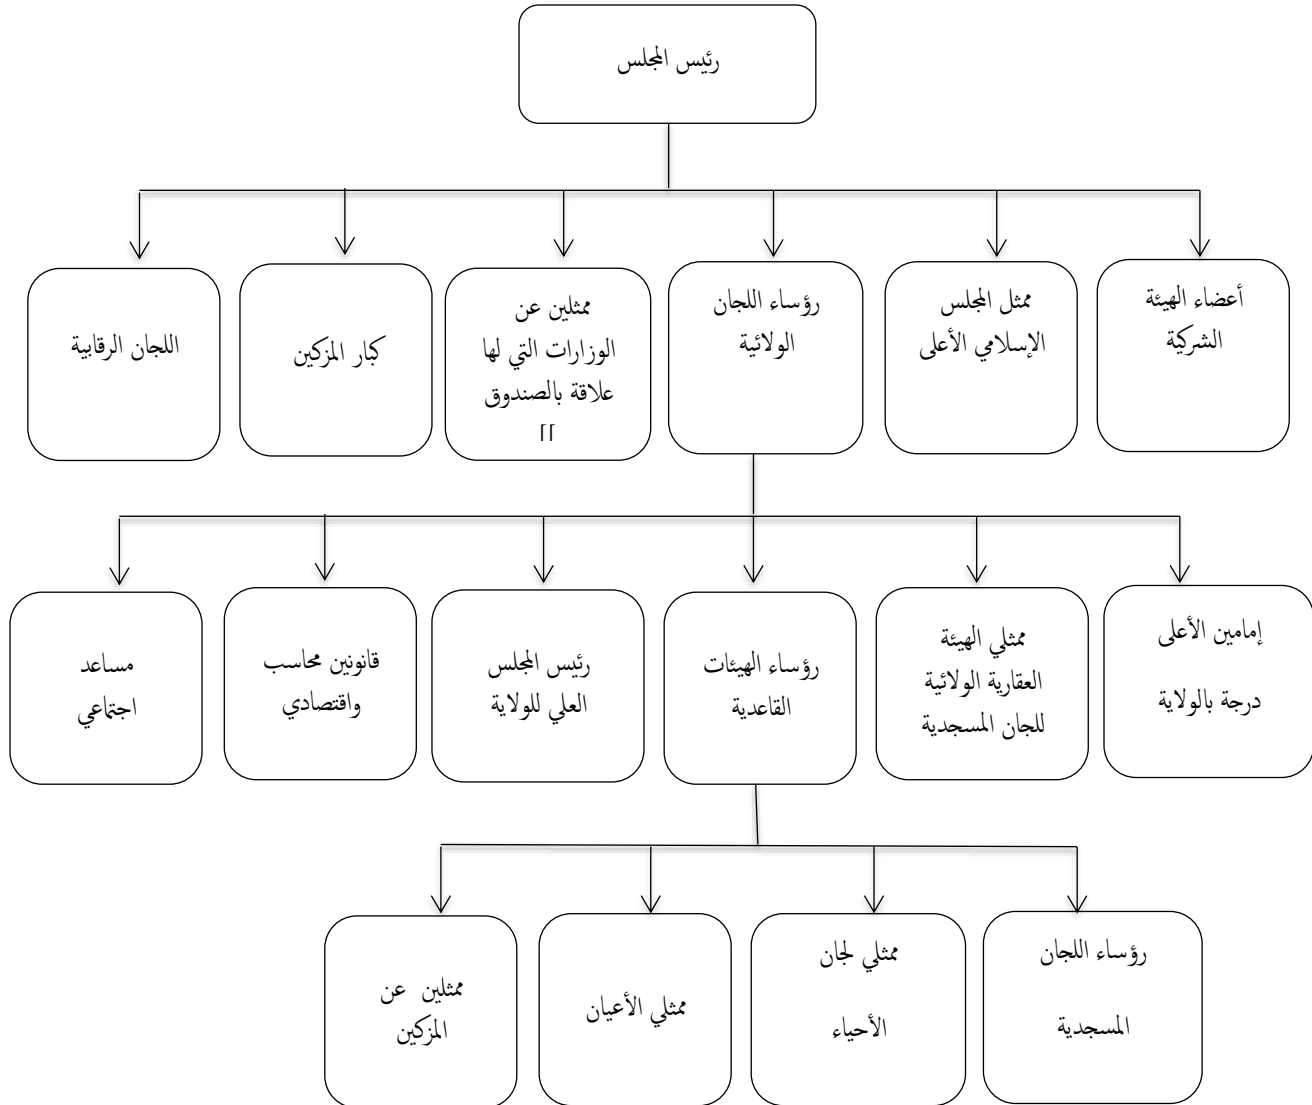 رئيس المجلس
أعضاء الهيئة
الشركية
ممثل المجلس
الإسلامي الأعلى
رؤساء اللجان
الولائية
ممثلين عن
الوزارات التي لها
علاقة بالصندوق
كبار المزكين
اللجان الرقابية
إمامين الأعلى
درجة بالولاية
ممثلي الهيئة
العقارية الولائية
للجان المسجدية
رؤساء الهيئات
القاعدية
رئيس المجلس
العلي للولاية
قانونين محاسب
واقتصادي
مساعد
اجتماعي
رؤساء اللجان
المسجدية
ممثلي لجان
الأحياء
ممثلي الأعيان
ممثلين عن
المزكين